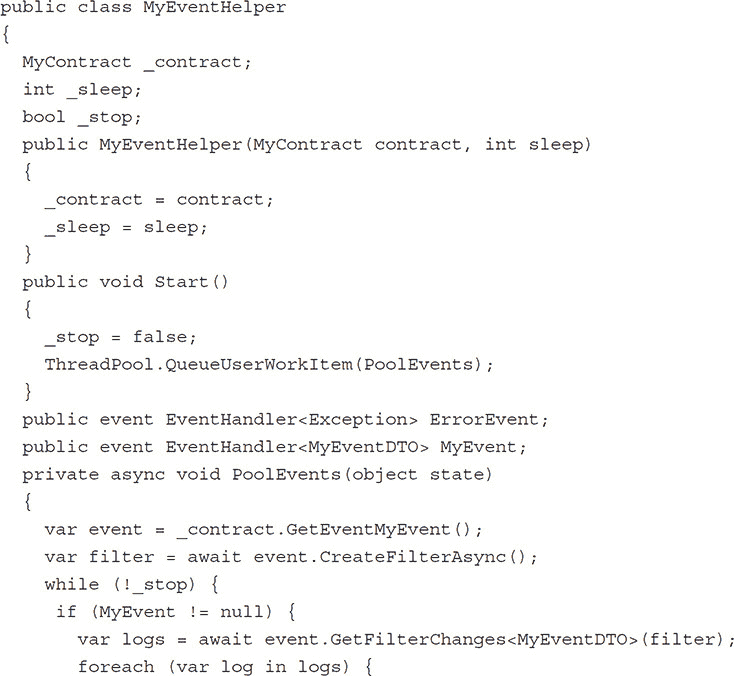 public class MyEventHelper
{
  MyContract _contract;
  int _sleep;
  bool _stop;
  public MyEventHelper(MyContract contract, int sleep)
  {
    _contract = contract;
    _sleep = sleep;
  }
  public void Start()
  {
    _stop = false;
    ThreadPool.QueueUserWorkItem(PoolEvents);
  }
  public event EventHandler<Exception> ErrorEvent;
  public event EventHandler<MyEventDTO> MyEvent;
  private async void PoolEvents(object state)
  {
    var event = _contract.GetEventMyEvent();
    var filter = await event.CreateFilterAsync();
    while (!_stop) {
     if (MyEvent != null) {
       var logs = await event.GetFilterChanges<MyEventDTO>(filter);
       foreach (var log in logs) {